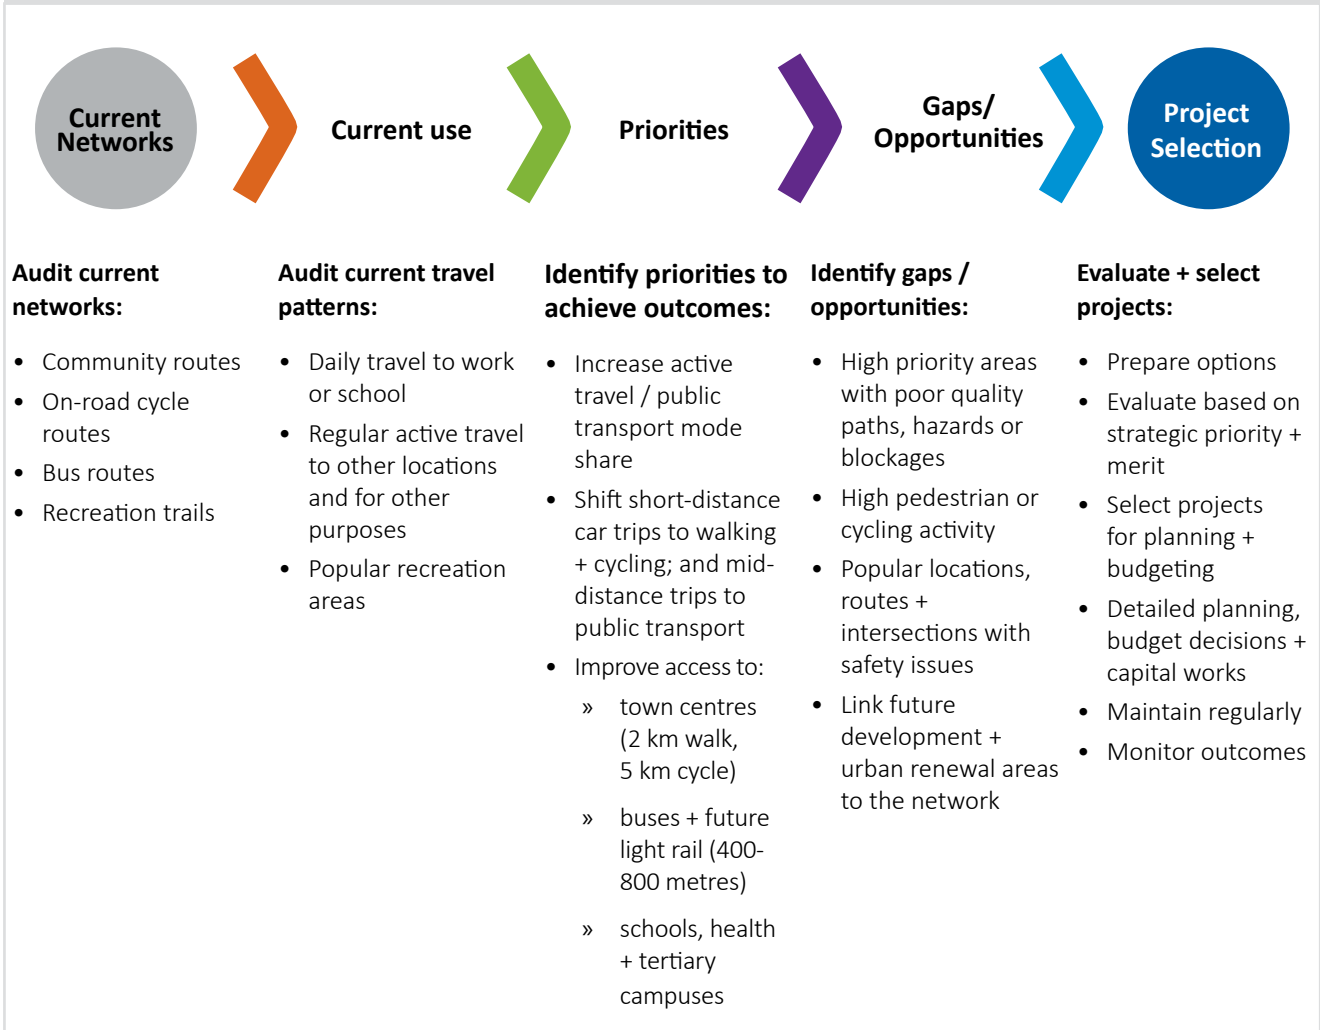 Current
Networks
Current use
Priorities
Gaps/
Opportunities
Project
Selection
Audit current
networks:
• Community routes
• On-road cycle
routes
• Bus routes
• Recreation trails
Audit current travel
patterns:
• Daily travel to work
or school
• Regular active travel
to other locations
and for other
purposes
• Popular recreation
areas
Identify priorities to
achieve outcomes:
• Increase active
travel / public
transport mode
share
• Shift short-distance
car trips to walking
+ cycling; and mid-
distance trips to
public transport
• Improve access to:
» town centres
(2 km walk,
5 km cycle)
» buses + future
light rail (400-
800 metres)
» schools, health
+ tertiary
campuses
Identify gaps /
opportunities:
• High priority areas
with poor quality
paths, hazards or
blockages
• High pedestrian or
cycling activity
• Popular locations,
routes +
intersections with
safety issues
• Link future
development +
urban renewal areas
to the network
Evaluate + select
projects:
• Prepare options
• Evaluate based on
strategic priority +
merit
• Select projects
for planning +
budgeting
• Detailed planning,
budget decisions +
capital works
• Maintain regularly
• Monitor outcomes